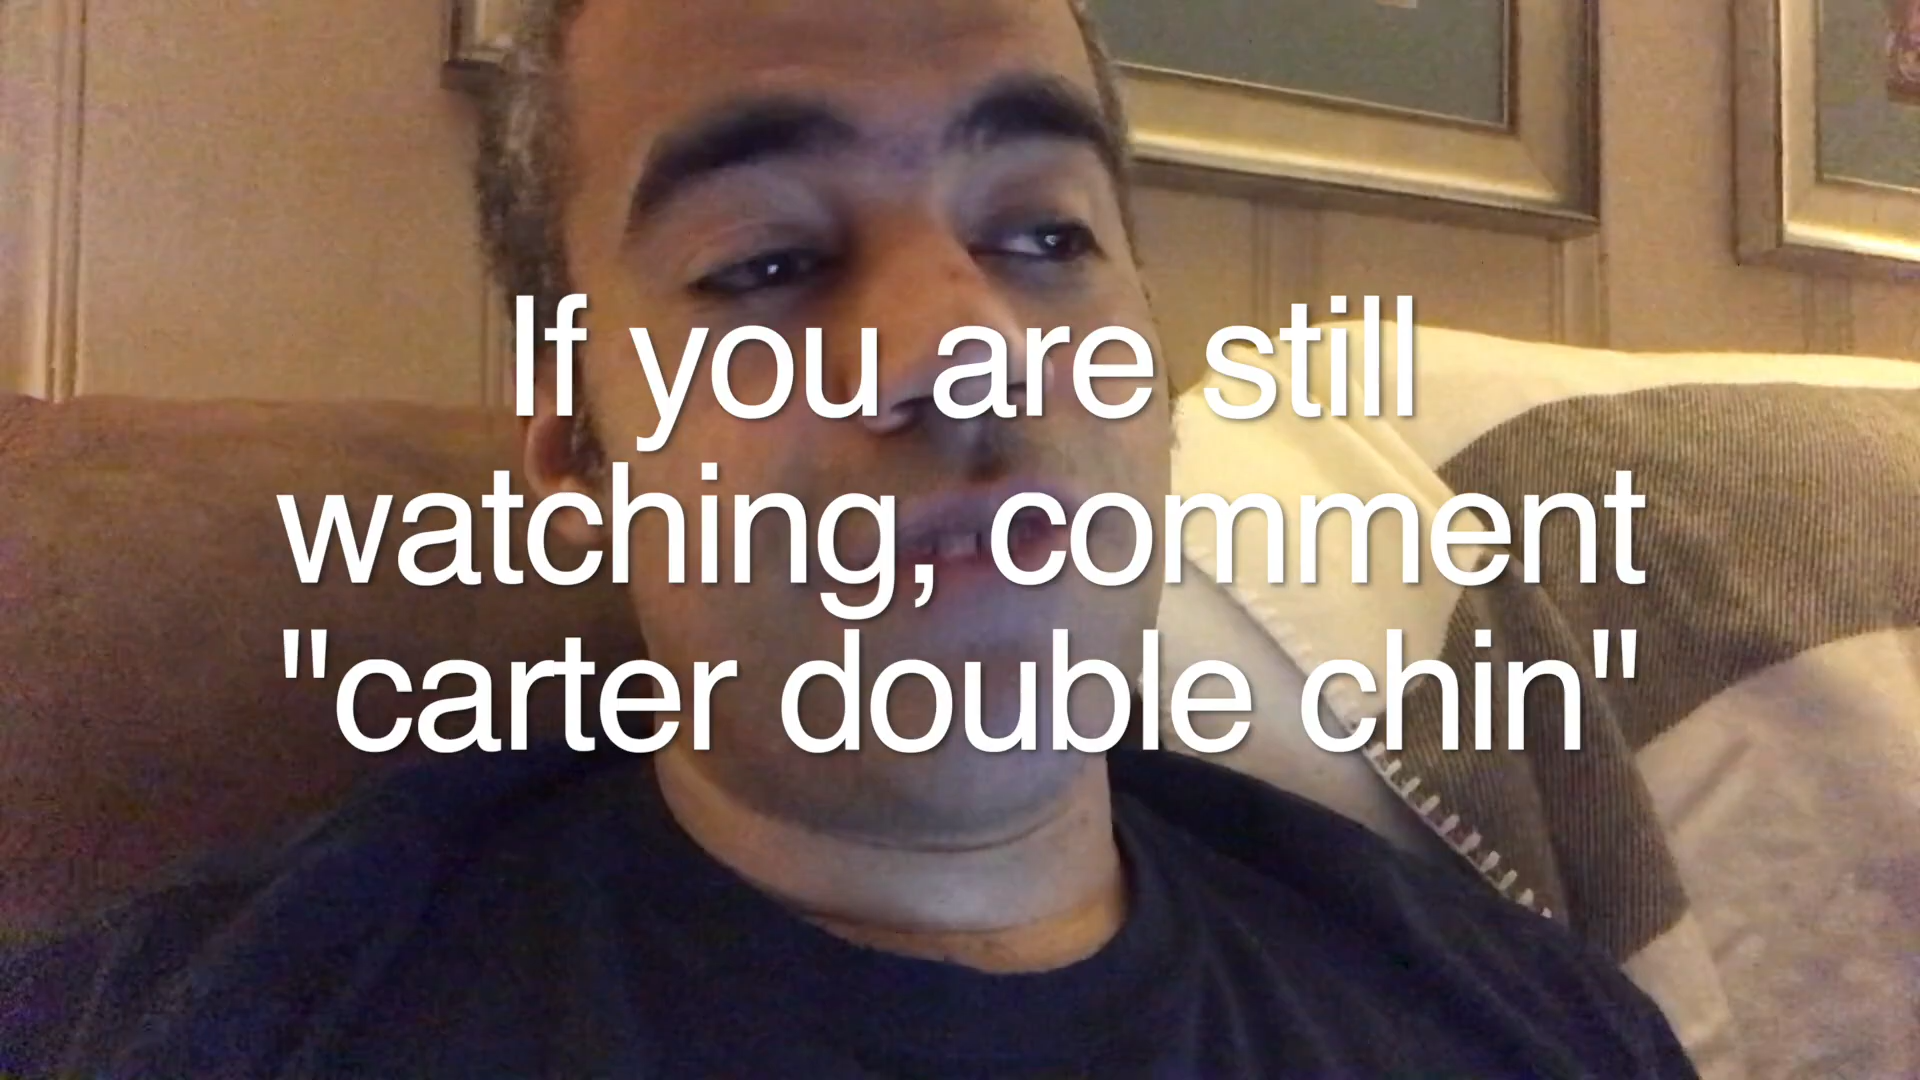 If you are still
watching, comment
"carter double chin"